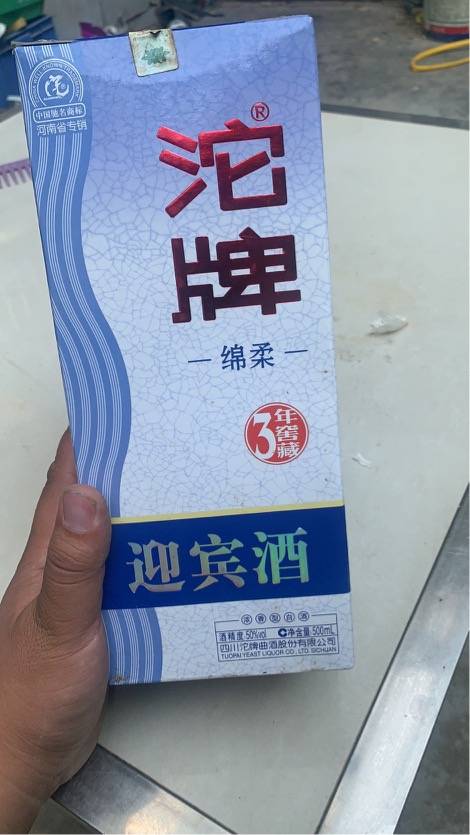 中国驰名商标
河南省专销
沱牌®
绵柔
3年窖藏
迎宾酒
浓香型白酒
酒精度 50%vol 净含量 500mL
四川沱牌曲酒股份有限公司
TUOPAI YEAST LIQUOR CO., LTD. SICHUAN